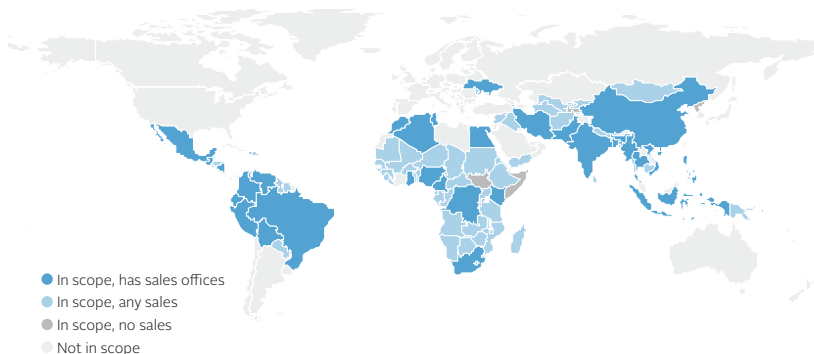 In scope, has sales offices
In scope, any sales
In scope, no sales
Not in scope